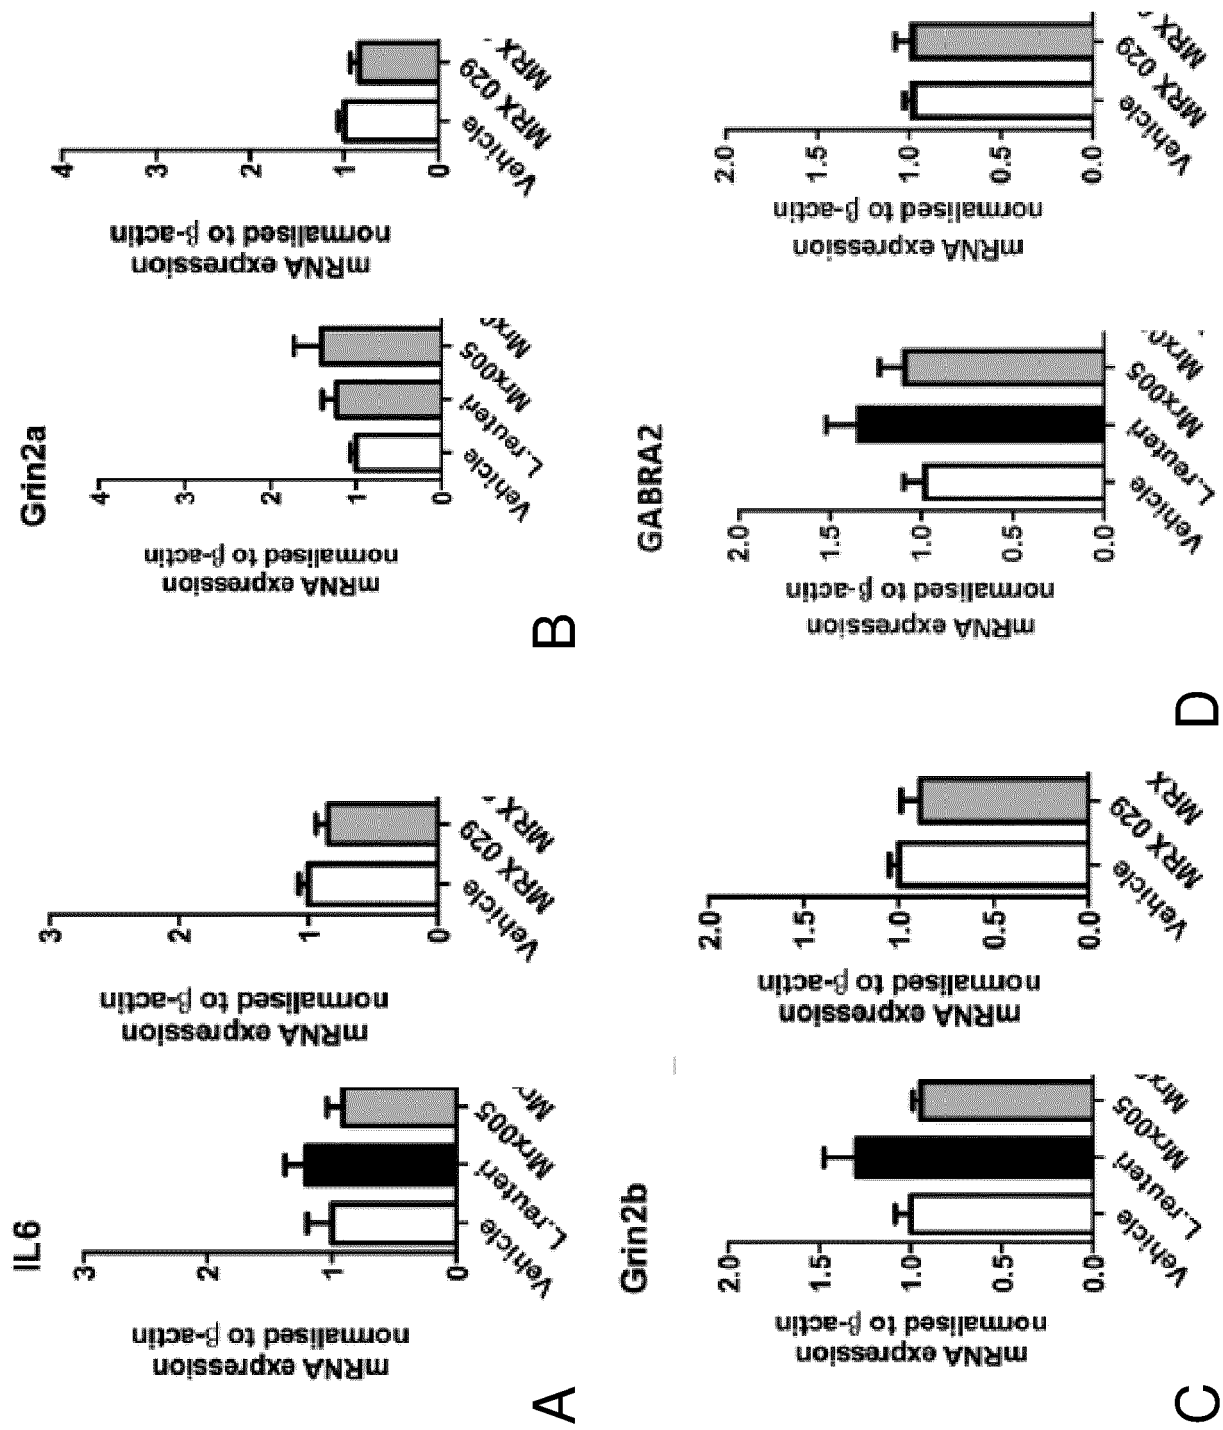 A
IL6
mRNA expression
normalised to β-actin
3
2
1
0
Vehicle
L.reuteri
Mrx005
mRNA expression
normalised to β-actin
3
2
1
0
Vehicle
MRX 029
MRX
B
Grin2a
mRNA expression
normalised to β-actin
4
3
2
1
0
Vehicle
L.reuteri
Mrx005
mRNA expression
normalised to β-actin
4
3
2
1
0
Vehicle
MRX 029
MRX
C
Grin2b
mRNA expression
normalised to β-actin
2.0
1.5
1.0
0.5
0.0
Vehicle
L.reuteri
Mrx005
mRNA expression
normalised to β-actin
2.0
1.5
1.0
0.5
0.0
Vehicle
MRX 029
MRX
D
GABRA2
mRNA expression
normalised to β-actin
2.0
1.5
1.0
0.5
0.0
Vehicle
L.reuteri
Mrx005
mRNA expression
normalised to β-actin
2.0
1.5
1.0
0.5
0.0
Vehicle
MRX 029
MRX